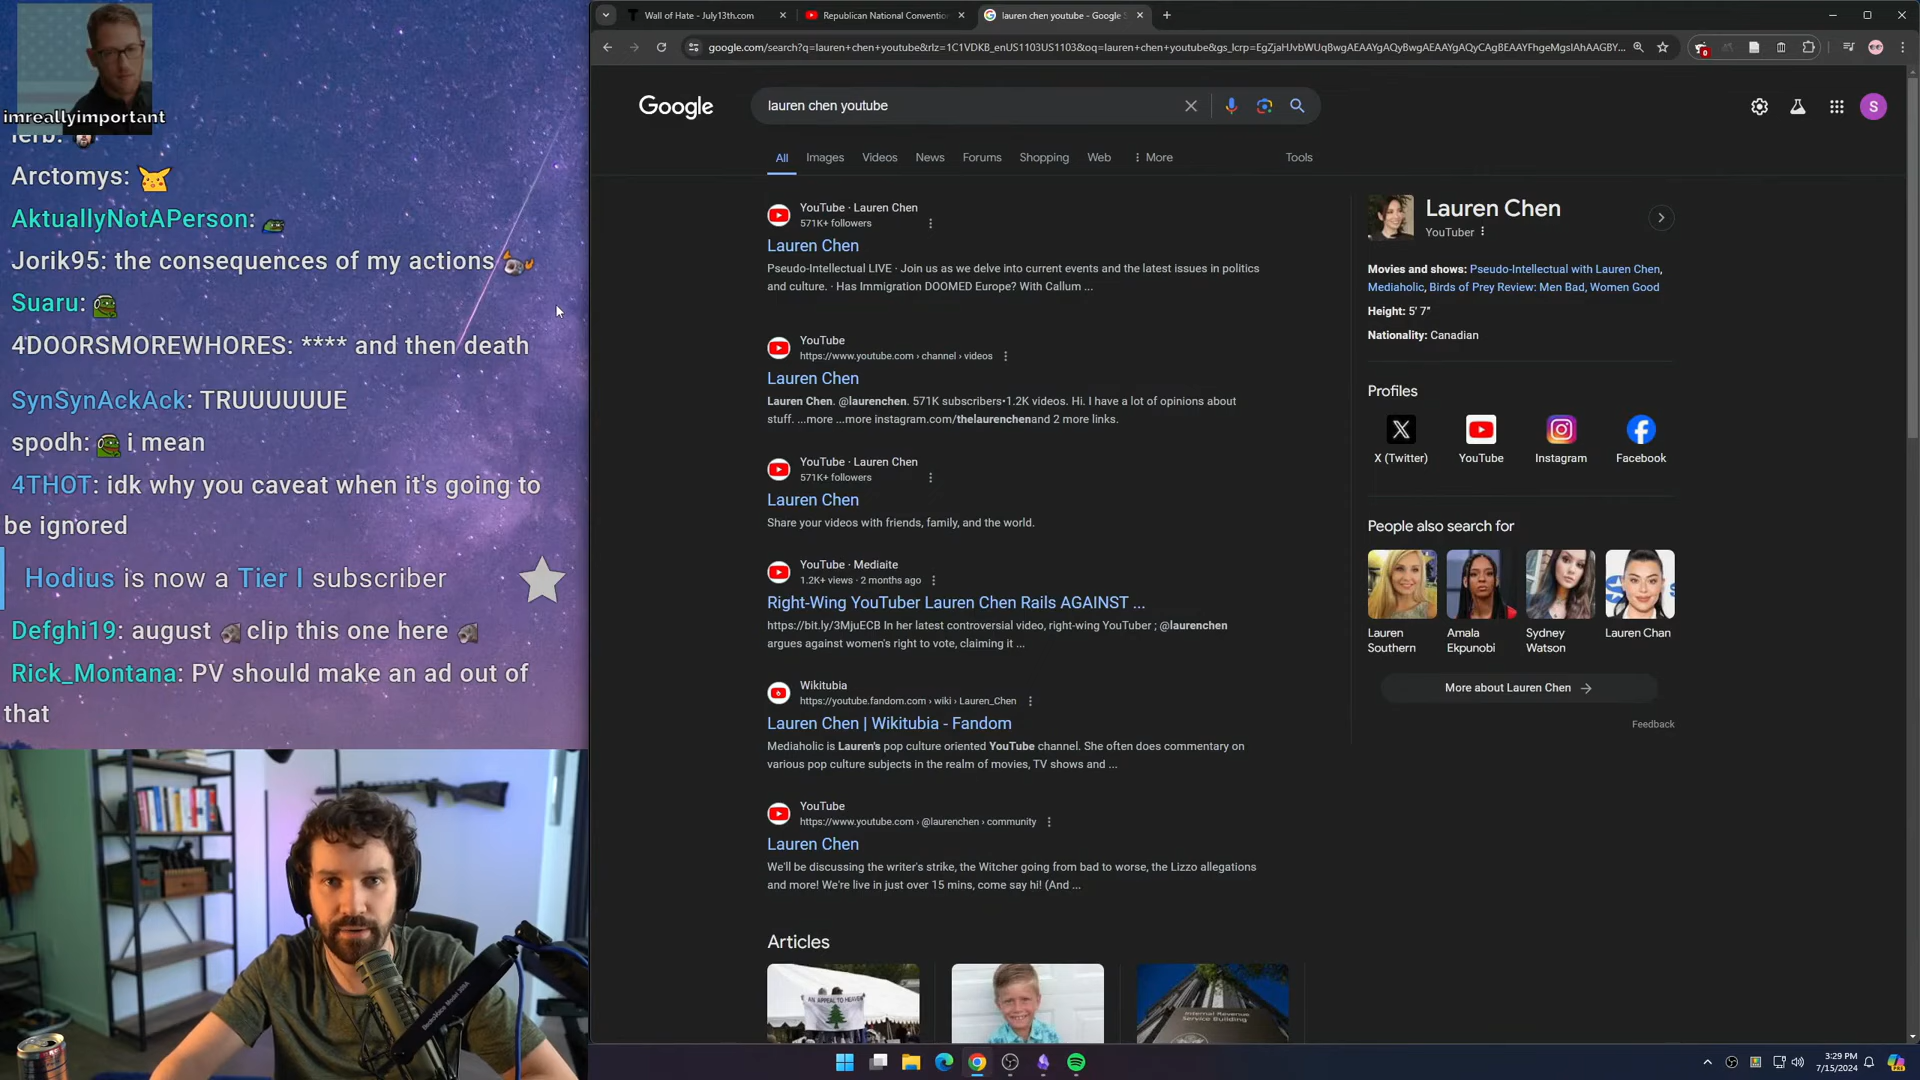 imreallyimportant
Arctomys:
AktuallyNotAPerson:
Jorik95: the consequences of my actions
Suaru:
4DOORSMOREWHORES: **** and then death
SynSynAckAck: TRUUUUUUE
spodh: i mean
4THOT: idk why you caveat when it's going to
be ignored
Hodius is now a Tier I subscriber
Defghi19: august clip this one here
Rick_Montana: PV should make an ad out of
that
Wall of Hate - July13th.com
Republican National Conventio
lauren chen youtube - Google S
google.com/search?q=lauren+chen+youtube&rlz=1C1VDKB_enUS1103US1103&oq=lauren+chen+youtube&gs_lcrp=EgZjaHJvbWUqBwgAEAAYgAQyBwgAEAAYgAQyCAgBEAAYFhgeMgsIAhAAGBY...
Google
lauren chen youtube
S
All
Images
Videos
News
Forums
Shopping
Web
More
Tools
YouTube · Lauren Chen
571K+ followers
Lauren Chen
Pseudo-Intellectual LIVE · Join us as we delve into current events and the latest issues in politics
and culture. · Has Immigration DOOMED Europe? With Callum ...
YouTube
https://www.youtube.com › channel › videos
Lauren Chen
Lauren Chen. @laurenchen. 571K subscribers•1.2K videos. Hi. I have a lot of opinions about
stuff. ...more ...more instagram.com/thelaurenchenand 2 more links.
YouTube · Lauren Chen
571K+ followers
Lauren Chen
Share your videos with friends, family, and the world.
YouTube · Mediaite
1.2K+ views · 2 months ago
Right-Wing YouTuber Lauren Chen Rails AGAINST ...
https://bit.ly/3MjuECB In her latest controversial video, right-wing YouTuber ; @laurenchen
argues against women's right to vote, claiming it ...
Wikitubia
https://youtube.fandom.com › wiki › Lauren_Chen
Lauren Chen | Wikitubia - Fandom
Mediaholic is Lauren's pop culture oriented YouTube channel. She often does commentary on
various pop culture subjects in the realm of movies, TV shows and ...
YouTube
https://www.youtube.com › @laurenchen › community
Lauren Chen
We'll be discussing the writer's strike, the Witcher going from bad to worse, the Lizzo allegations
and more! We're live in just over 15 mins, come say hi! (And ...
Articles
AN APPEAL TO HEAVEN
Internal Revenue
Service Building
Lauren Chen
YouTuber
Movies and shows: Pseudo-Intellectual with Lauren Chen,
Mediaholic, Birds of Prey Review: Men Bad, Women Good
Height: 5′ 7″
Nationality: Canadian
Profiles
X (Twitter)
YouTube
Instagram
Facebook
People also search for
Lauren
Southern
Amala
Ekpunobi
Sydney
Watson
Lauren Chan
More about Lauren Chen
Feedback
3:29 PM
7/15/2024